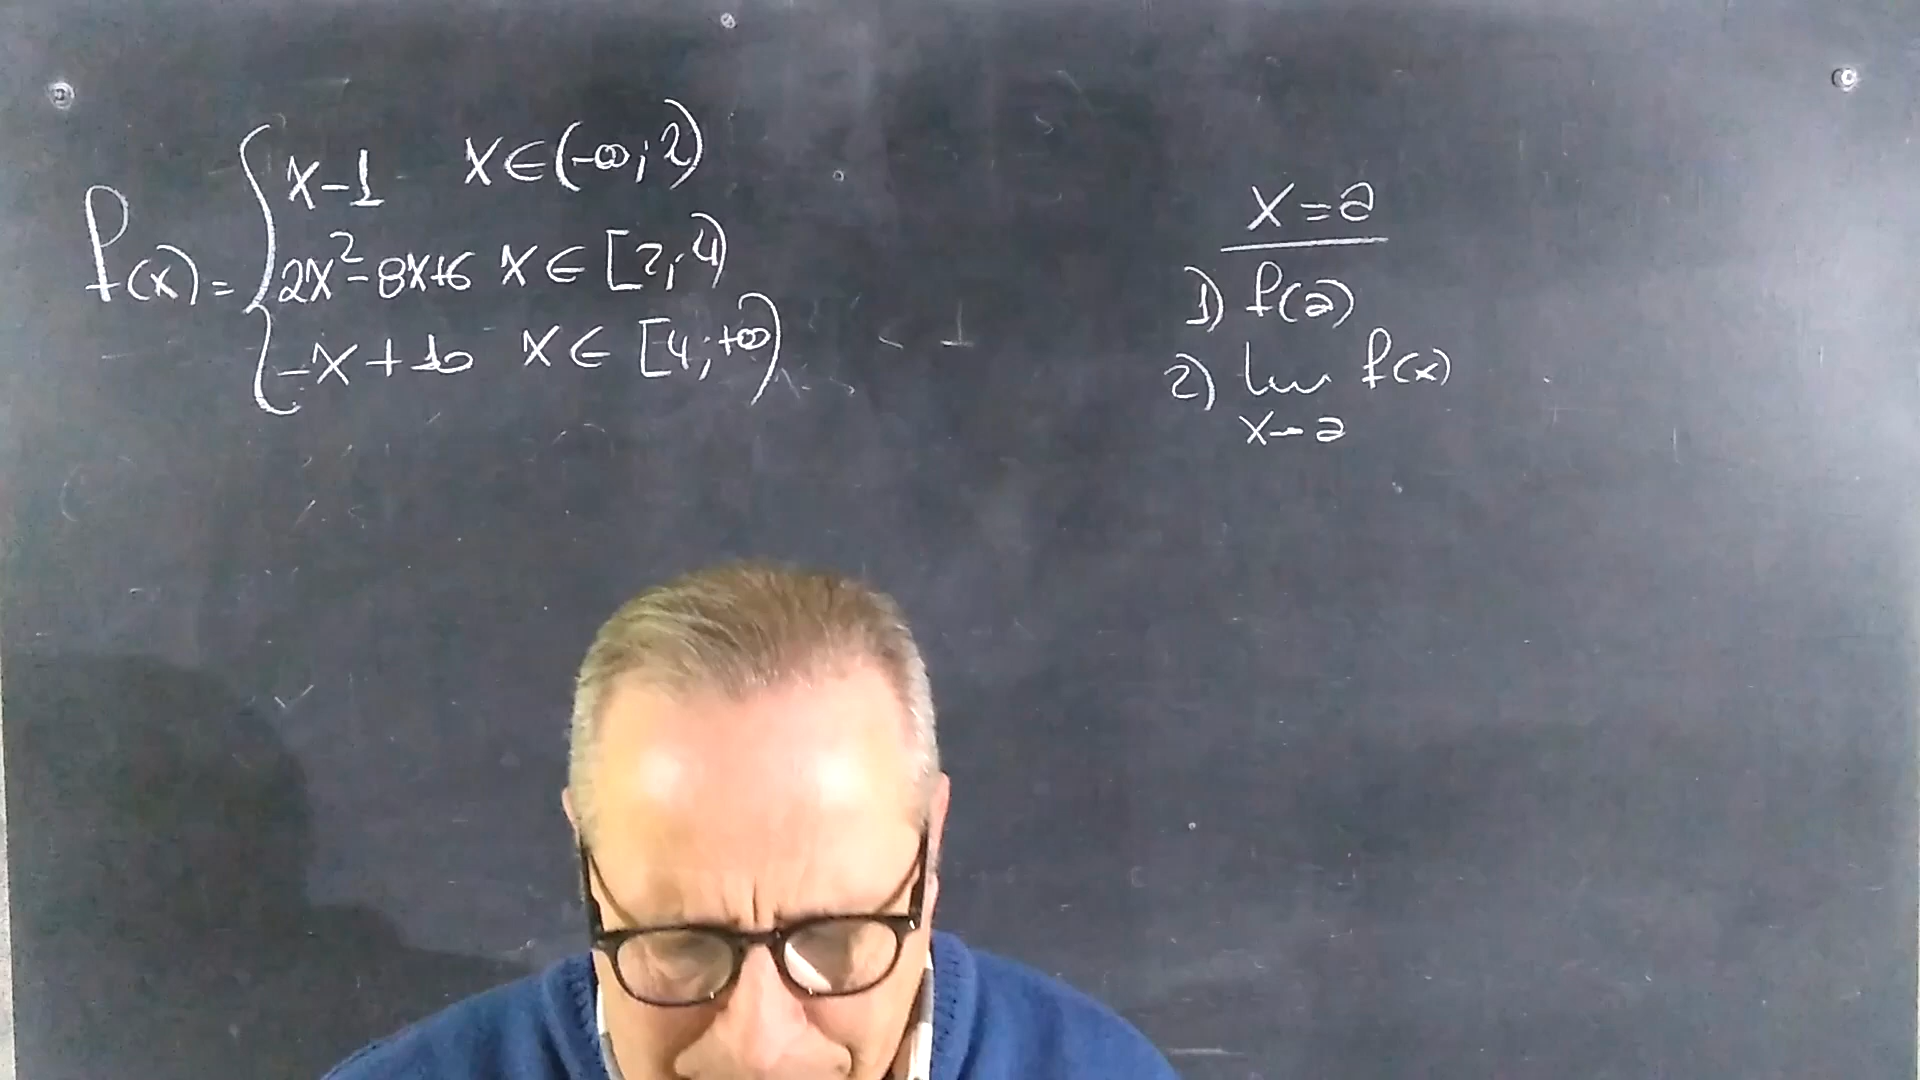 f(x) = { x-1 x ∈ (-∞; 2)
2x²-8x+6 x ∈ [2; 4)
-x+10 x ∈ [4; +∞)
x = a
1) f(a)
2) lim f(x)
x→a